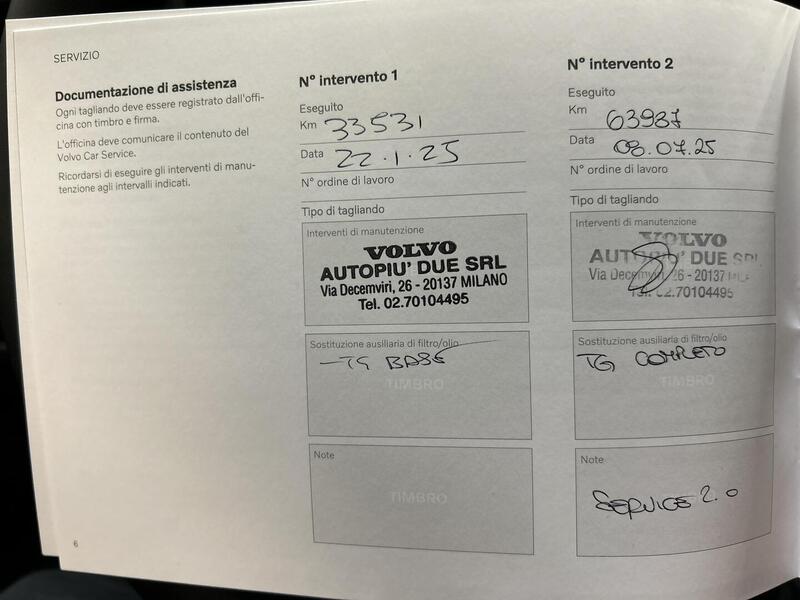 SERVIZIO
Documentazione di assistenza
Ogni tagliando deve essere registrato dall'offi-
cina con timbro e firma.
L'officina deve comunicare il contenuto del
Volvo Car Service.
Ricordarsi di eseguire gli interventi di manu-
tenzione agli intervalli indicati.
N° intervento 1
Eseguito
Km 33531
Data 22.1.25
N° ordine di lavoro
Tipo di tagliando
Interventi di manutenzione
VOLVO
AUTOPIU' DUE SRL
Via Decemviri, 26 - 20137 MILANO
Tel. 02.70104495
Sostituzione ausiliaria di filtro/olio
TG BASE
TIMBRO
Note
TIMBRO
N° intervento 2
Eseguito
Km 63987
Data 08.07.25
N° ordine di lavoro
Tipo di tagliando
Interventi di manutenzione
VOLVO
AUTOPIU' DUE SRL
Via Decemviri, 26 - 20137 MILA
Tel. 02.70104495
Sostituzione ausiliaria di filtro/olio
TG COMPLETO
TIMBRO
Note
SERVICE 2.0
TIMBRO
6